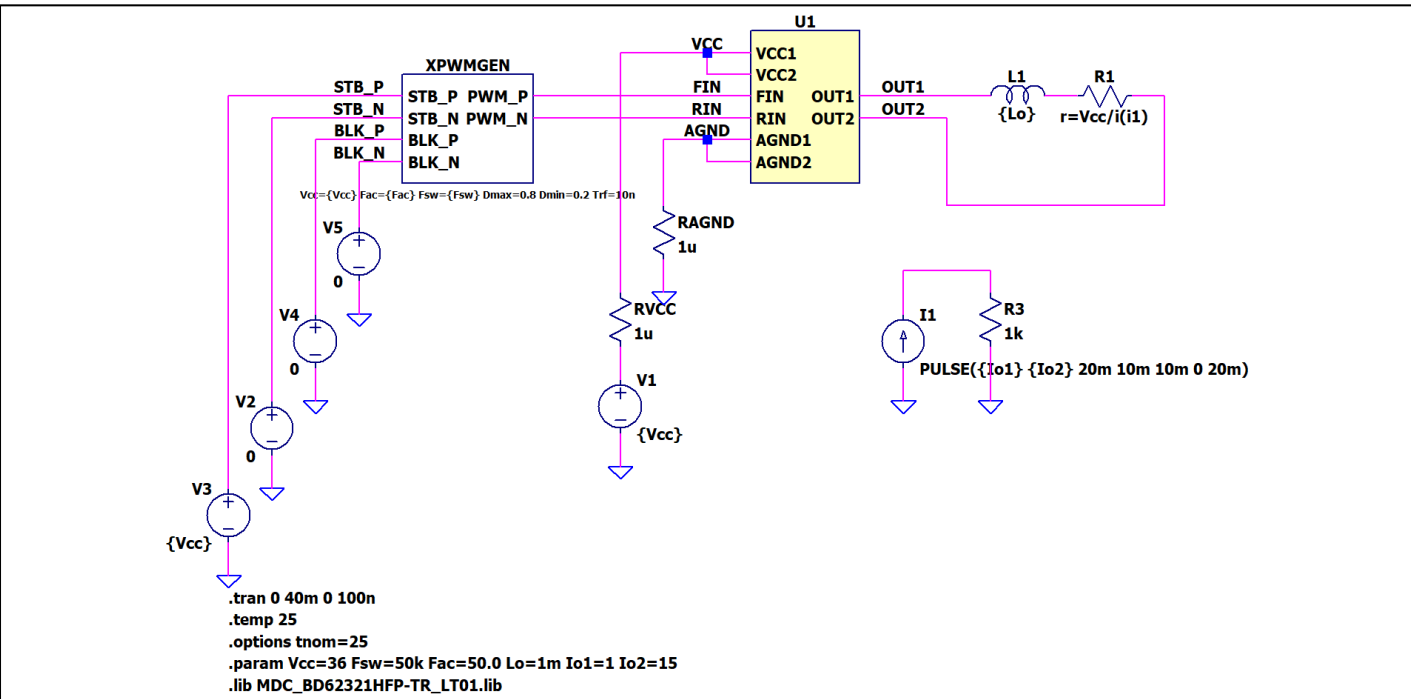 U1
VCC
VCC1
VCC2
XPWMGEN
STB_P
STB_P PWM_P
FIN
FIN OUT1
OUT1
L1
R1
STB_N
STB_N PWM_N
RIN
RIN OUT2
OUT2
{Lo}
r=Vcc/i(i1)
BLK_P
BLK_P
AGND
AGND1
BLK_N
BLK_N
AGND2
Vcc={Vcc} Fac={Fac} Fsw={Fsw} Dmax=0.8 Dmin=0.2 Trf=10n
V5
0
RAGND
1u
V4
0
RVCC
1u
I1
R3
1k
PULSE({Io1} {Io2} 20m 10m 10m 0 20m)
V2
0
V1
{Vcc}
V3
{Vcc}
.tran 0 40m 0 100n
.temp 25
.options tnom=25
.param Vcc=36 Fsw=50k Fac=50.0 Lo=1m Io1=1 Io2=15
.lib MDC_BD62321HFP-TR_LT01.lib